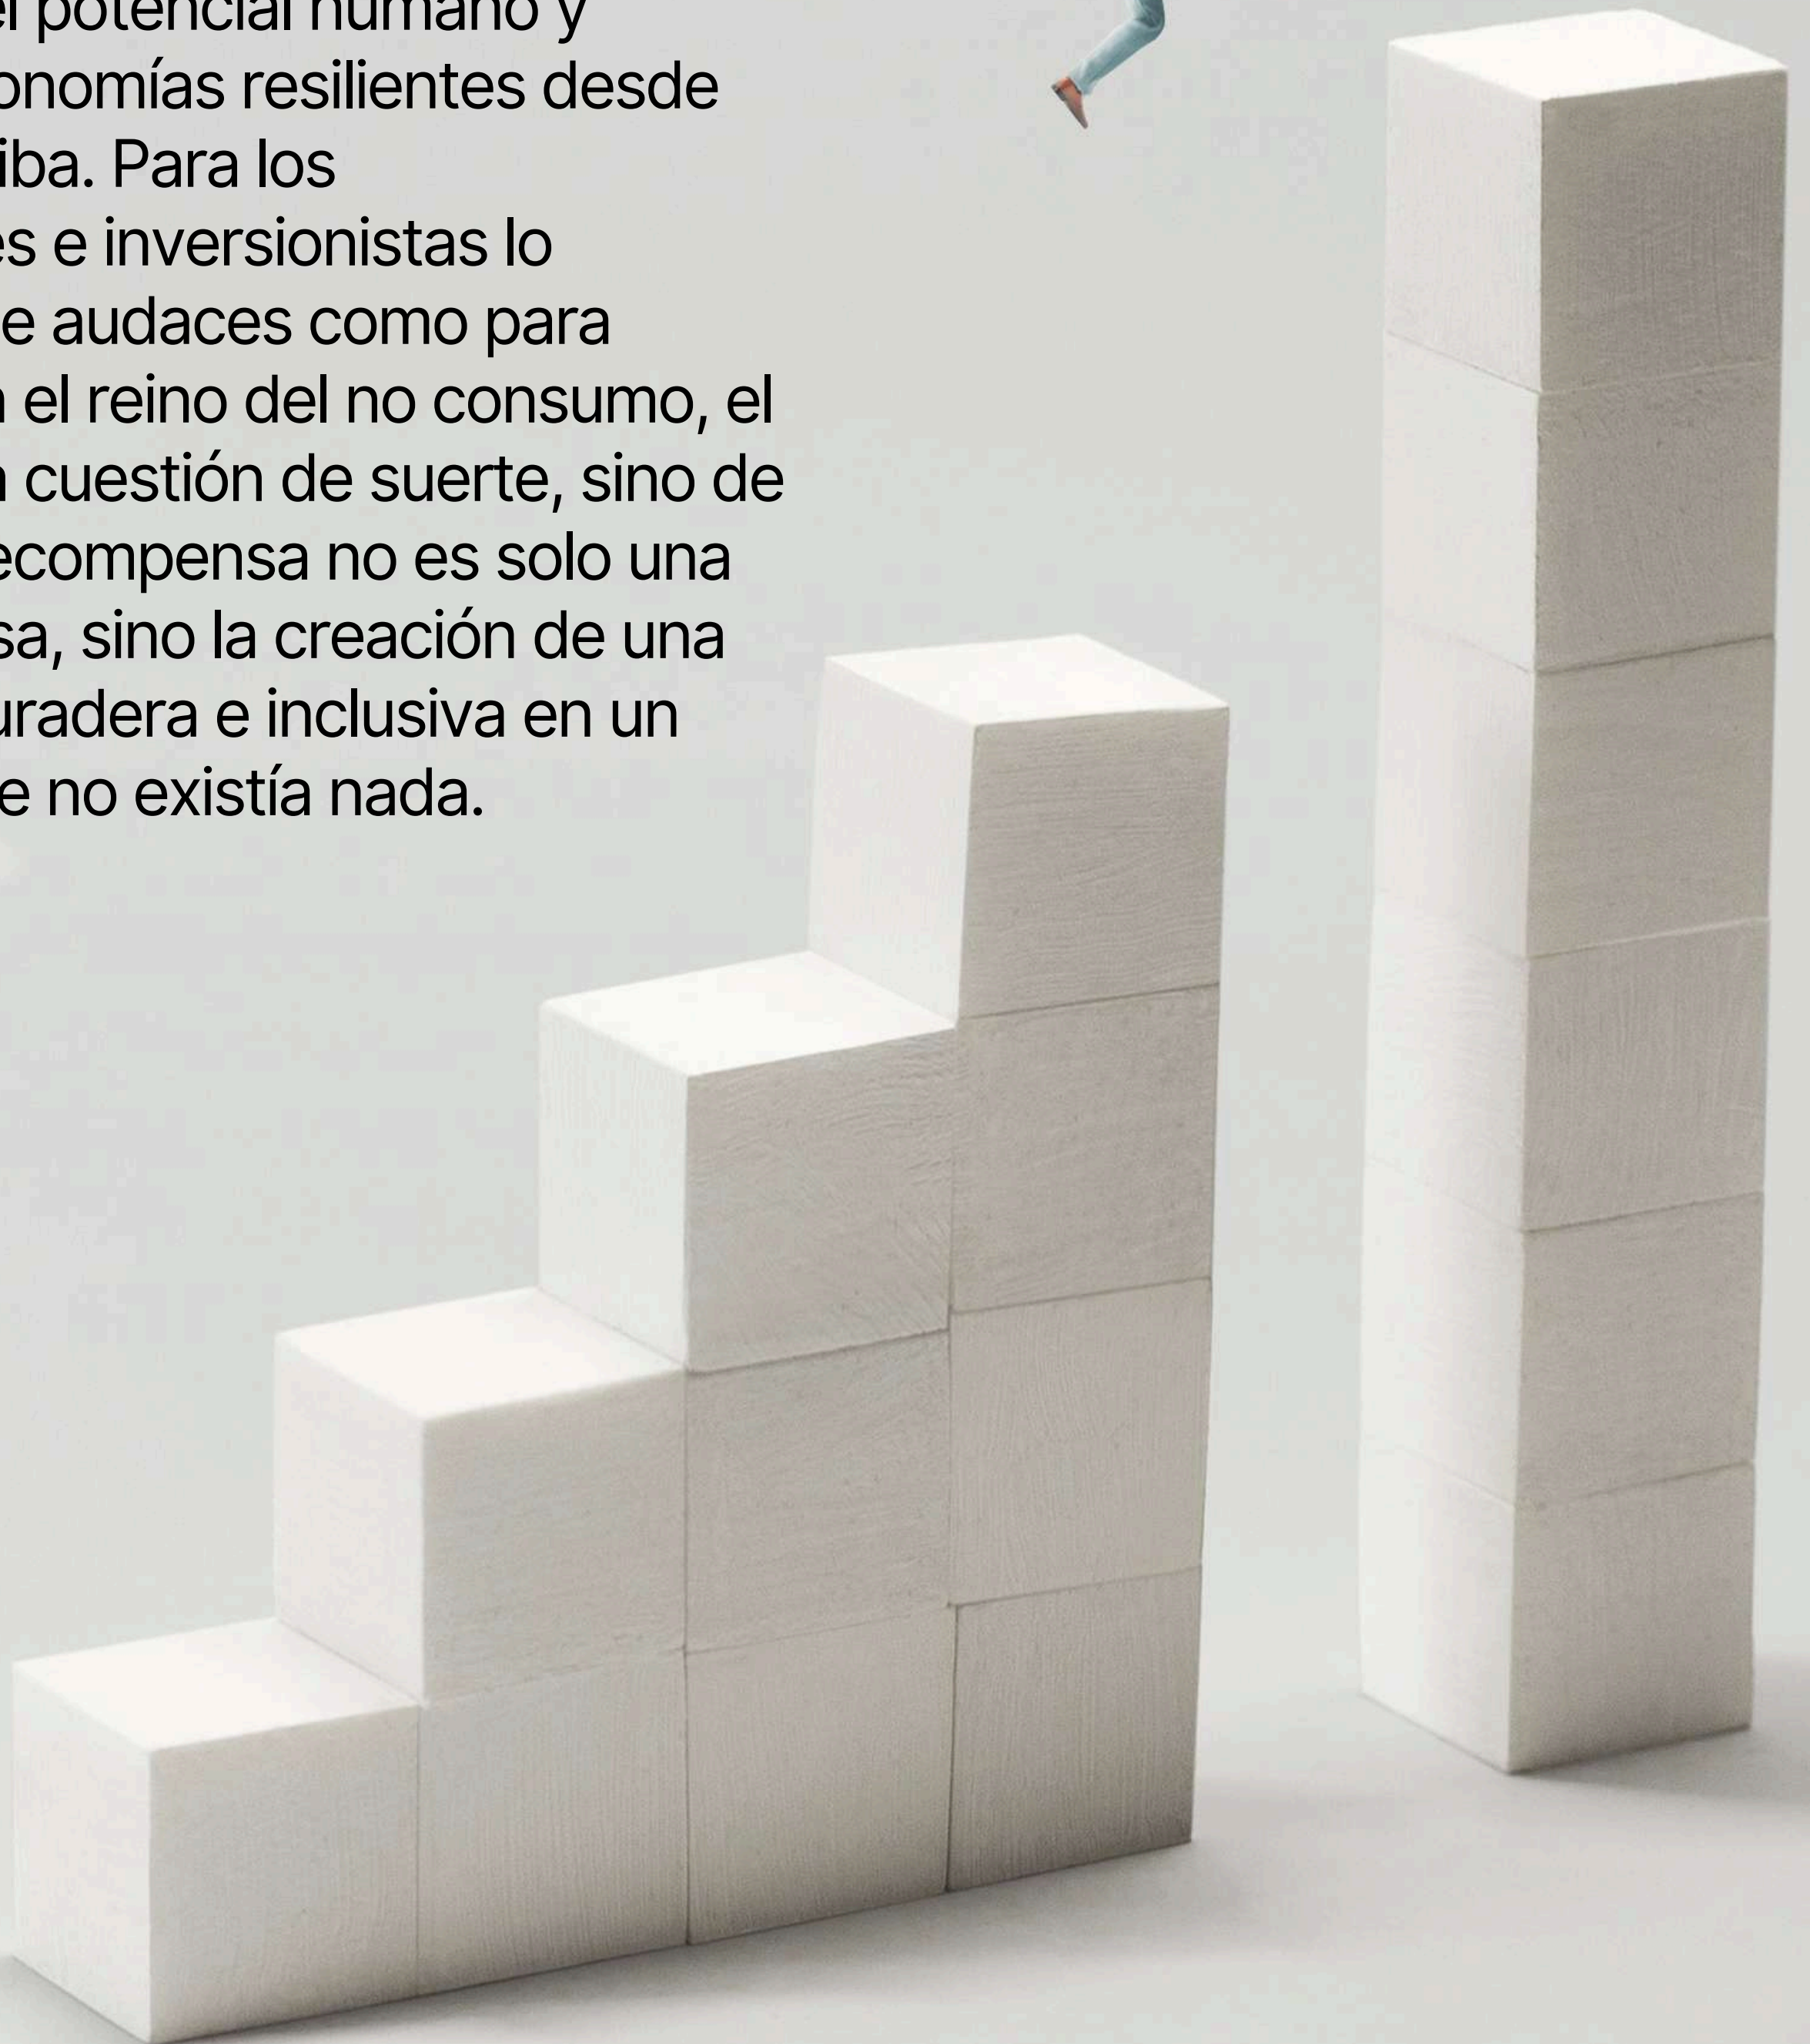 el potencial humano y
onomías resilientes desde
iba. Para los
es e inversionistas lo
e audaces como para
el reino del no consumo, el
cuestión de suerte, sino de
ecompensa no es solo una
sa, sino la creación de una
uradera e inclusiva en un
e no existía nada.